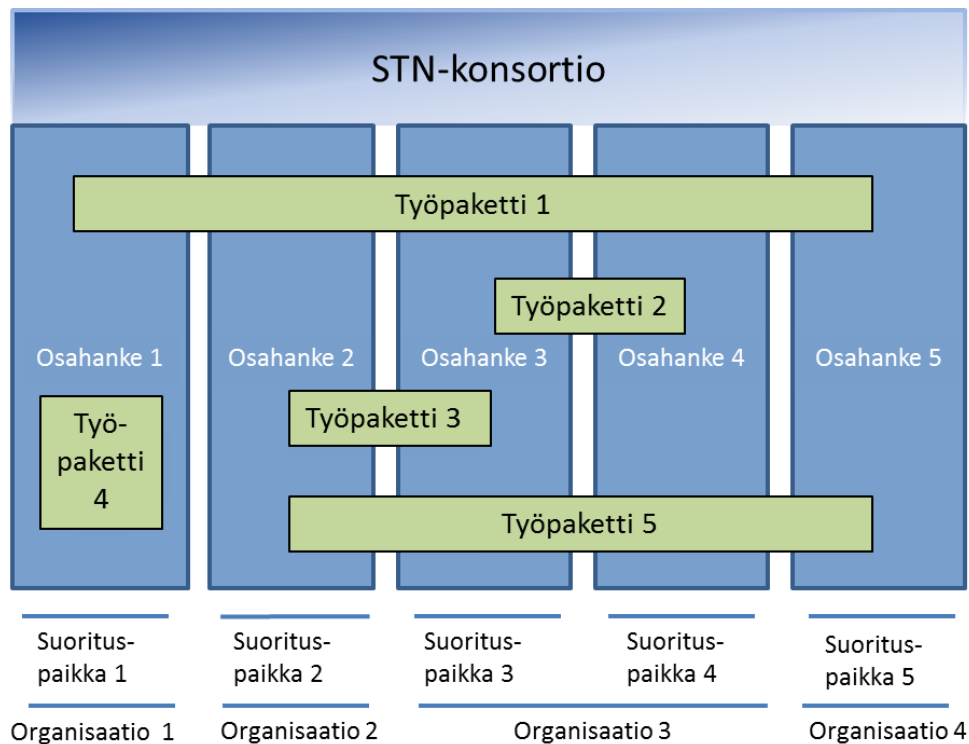 STN-konsortio
Työpaketti 1
Työpaketti 2
Osahanke 1
Osahanke 2
Osahanke 3
Osahanke 4
Osahanke 5
Työpaketti 3
Työ-
paketti
4
Työpaketti 5
Suoritus-
paikka 1
Suoritus-
paikka 2
Suoritus-
paikka 3
Suoritus-
paikka 4
Suoritus-
paikka 5
Organisaatio 1
Organisaatio 2
Organisaatio 3
Organisaatio 4